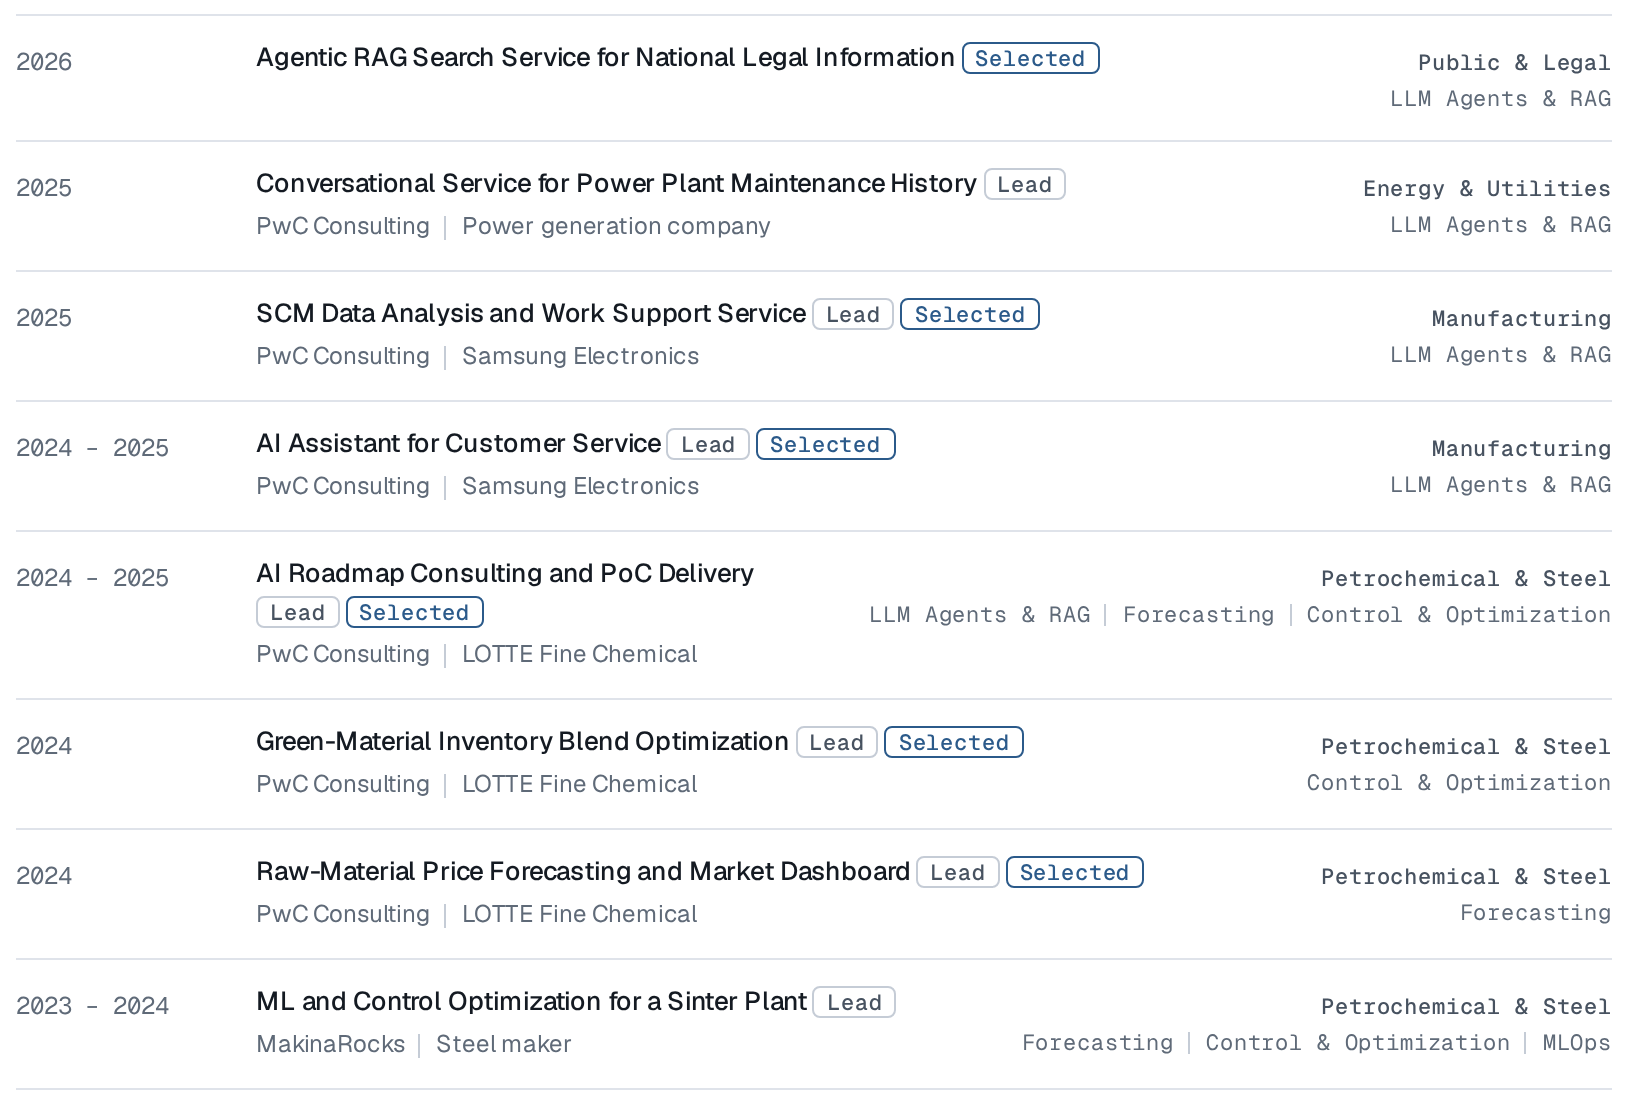 2026 Agentic RAG Search Service for National Legal Information Selected Public & Legal
LLM Agents & RAG
2025 Conversational Service for Power Plant Maintenance History Lead Energy & Utilities
PwC Consulting | Power generation company LLM Agents & RAG
2025 SCM Data Analysis and Work Support Service Lead Selected Manufacturing
PwC Consulting | Samsung Electronics LLM Agents & RAG
2024 – 2025 AI Assistant for Customer Service Lead Selected Manufacturing
PwC Consulting | Samsung Electronics LLM Agents & RAG
2024 – 2025 AI Roadmap Consulting and PoC Delivery Petrochemical & Steel
Lead Selected LLM Agents & RAG | Forecasting | Control & Optimization
PwC Consulting | LOTTE Fine Chemical
2024 Green-Material Inventory Blend Optimization Lead Selected Petrochemical & Steel
PwC Consulting | LOTTE Fine Chemical Control & Optimization
2024 Raw-Material Price Forecasting and Market Dashboard Lead Selected Petrochemical & Steel
PwC Consulting | LOTTE Fine Chemical Forecasting
2023 – 2024 ML and Control Optimization for a Sinter Plant Lead Petrochemical & Steel
MakinaRocks | Steel maker Forecasting | Control & Optimization | MLOps